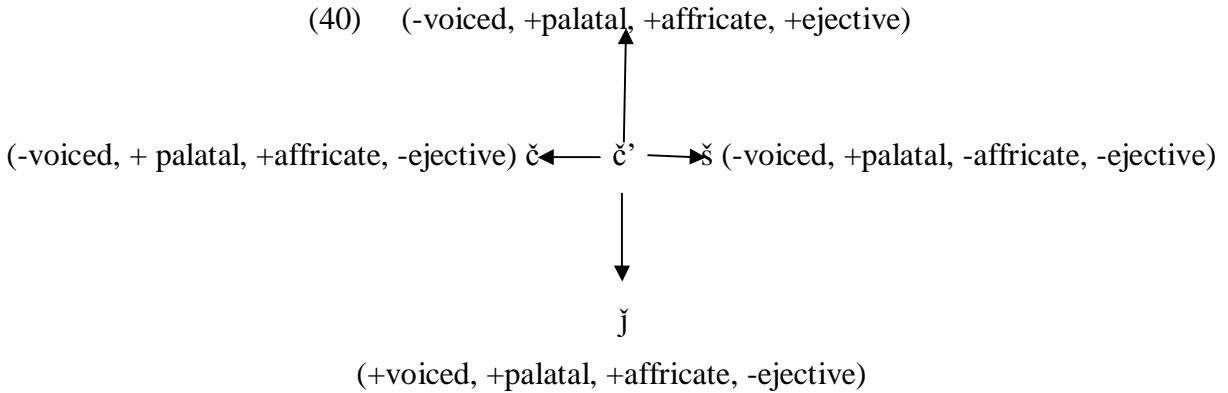 (40) (-voiced, +palatal, +affricate, +ejective)
(-voiced, + palatal, +affricate, -ejective) č č’ š (-voiced, +palatal, -affricate, -ejective)
ǰ
(+voiced, +palatal, +affricate, -ejective)